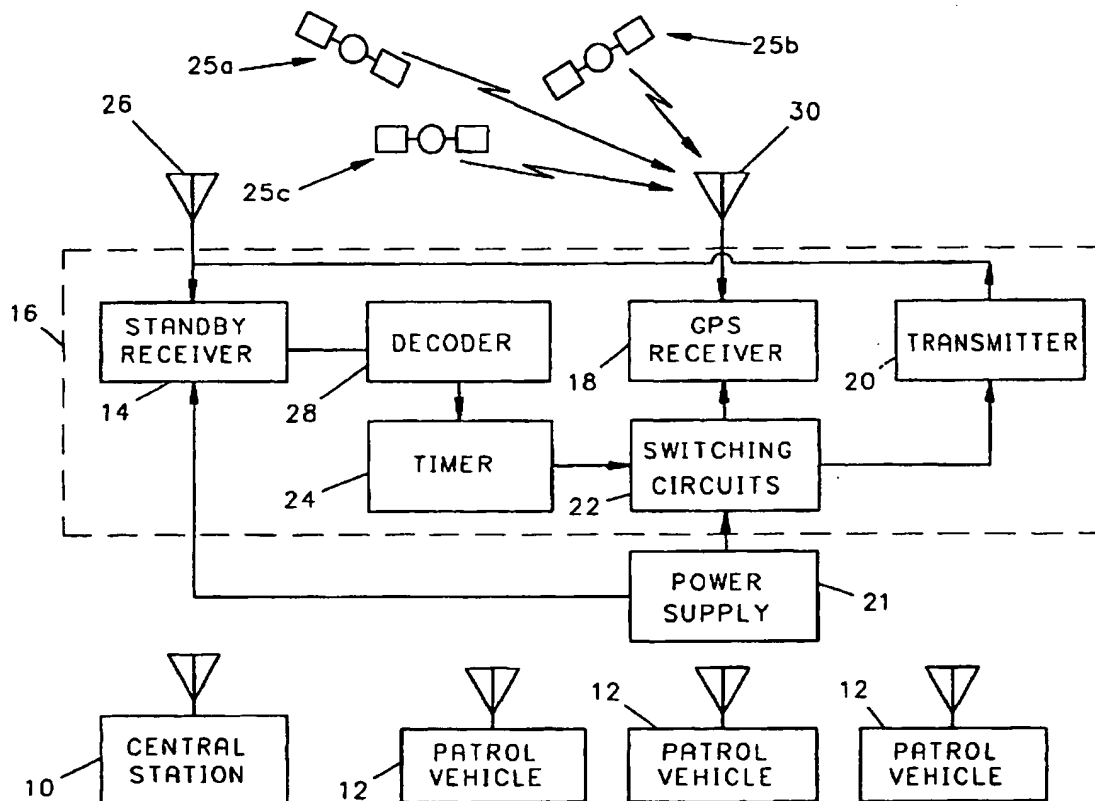 25a
25b
26
30
25c
16
STANDBY
RECEIVER
DECODER
GPS
RECEIVER
TRANSMITTER
14
28
18
20
TIMER
SWITCHING
CIRCUITS
24
22
POWER
SUPPLY
21
12
12
CENTRAL
STATION
PATROL
VEHICLE
PATROL
VEHICLE
PATROL
VEHICLE
10
12